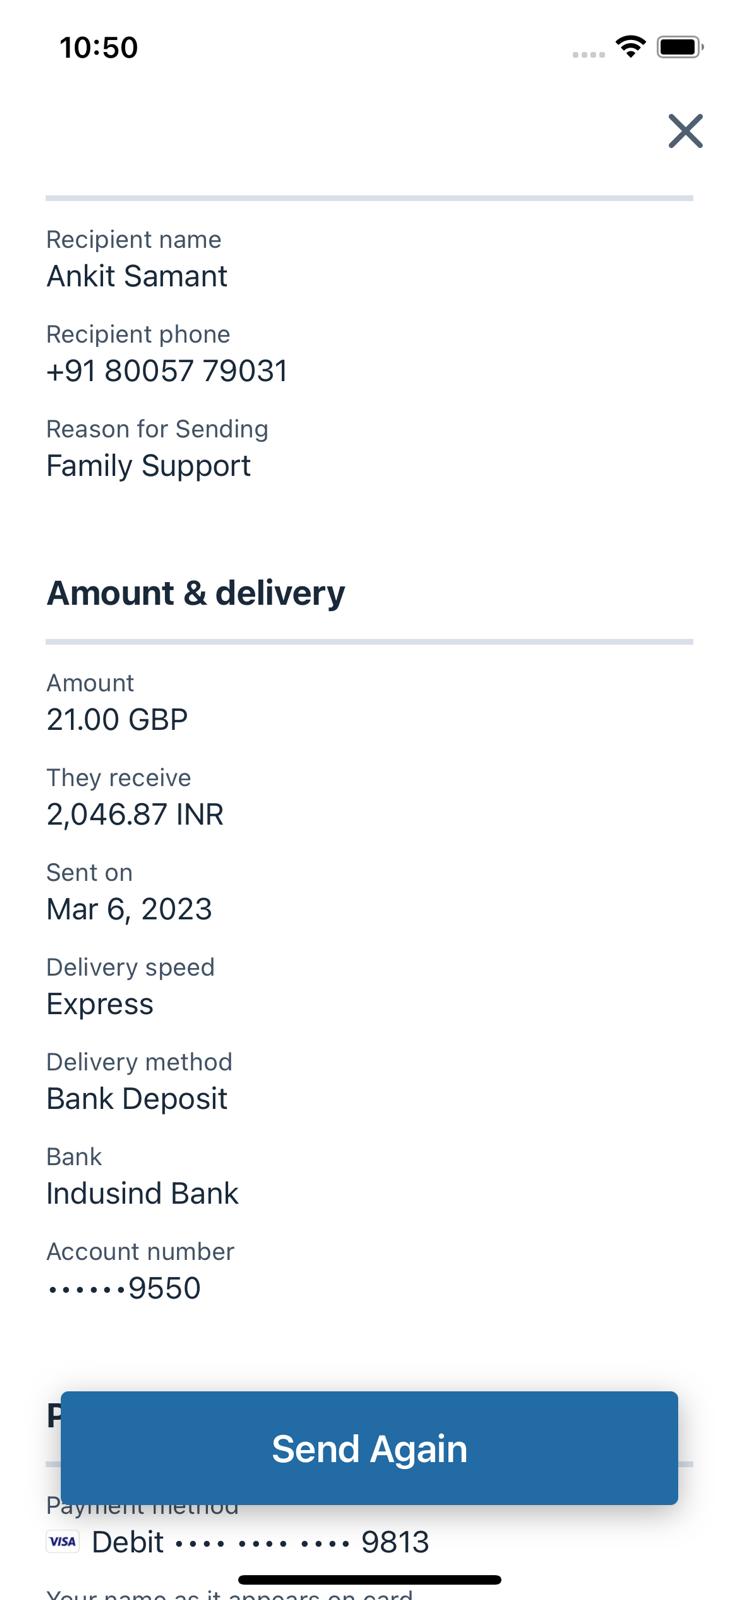 10:50
Recipient name
Ankit Samant
Recipient phone
+91 80057 79031
Reason for Sending
Family Support
Amount & delivery
Amount
21.00 GBP
They receive
2,046.87 INR
Sent on
Mar 6, 2023
Delivery speed
Express
Delivery method
Bank Deposit
Bank
Indusind Bank
Account number
••••••9550
P
Send Again
Payment method
VISA Debit •••• •••• •••• 9813
Your name as it appears on card